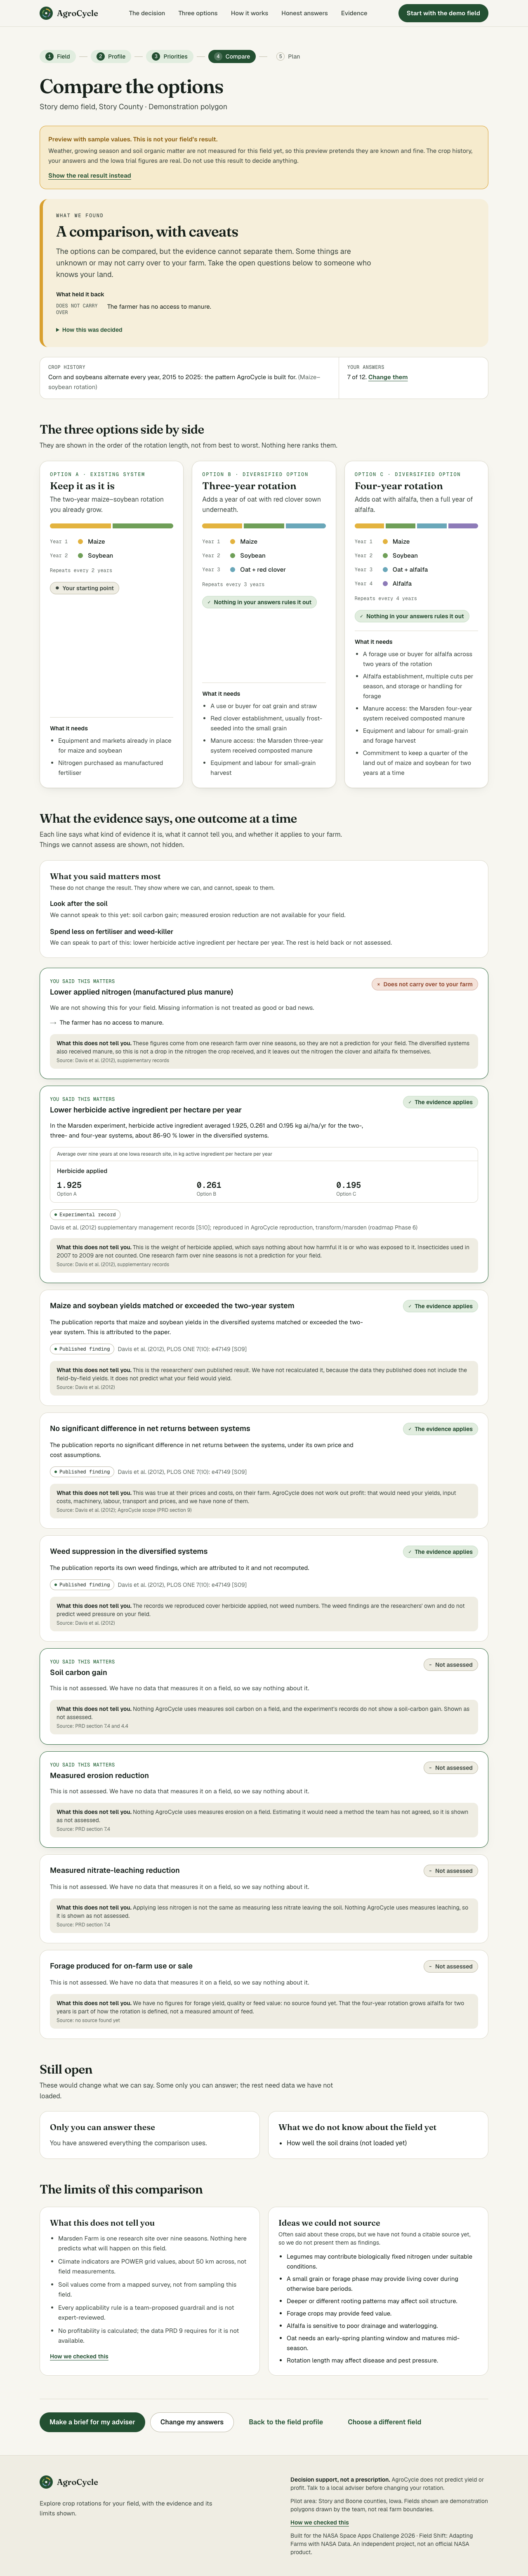 AgroCycle
The decision
Three options
How it works
Honest answers
Evidence
Start with the demo field
1 Field
2 Profile
3 Priorities
4 Compare
5 Plan
Compare the options
Story demo field, Story County · Demonstration polygon
Preview with sample values. This is not your field's result.
Weather, growing season and soil organic matter are not measured for this field yet, so this preview pretends they are known and fine. The crop history,
your answers and the Iowa trial figures are real. Do not use this result to decide anything.
Show the real result instead
WHAT WE FOUND
A comparison, with caveats
The options can be compared, but the evidence cannot separate them. Some things are
unknown or may not carry over to your farm. Take the open questions below to someone who
knows your land.
What held it back
DOES NOT CARRY
OVER
The farmer has no access to manure.
▸ How this was decided
CROP HISTORY
Corn and soybeans alternate every year, 2015 to 2025: the pattern AgroCycle is built for. (Maize–
soybean rotation)
YOUR ANSWERS
7 of 12. Change them
The three options side by side
They are shown in the order of the rotation length, not from best to worst. Nothing here ranks them.
OPTION A · EXISTING SYSTEM
Keep it as it is
The two-year maize–soybean rotation
you already grow.
Year 1 Maize
Year 2 Soybean
Repeats every 2 years
Your starting point
What it needs
• Equipment and markets already in place
for maize and soybean
• Nitrogen purchased as manufactured
fertiliser
OPTION B · DIVERSIFIED OPTION
Three-year rotation
Adds a year of oat with red clover sown
underneath.
Year 1 Maize
Year 2 Soybean
Year 3 Oat + red clover
Repeats every 3 years
✓ Nothing in your answers rules it out
What it needs
• A use or buyer for oat grain and straw
• Red clover establishment, usually frost-
seeded into the small grain
• Manure access: the Marsden three-year
system received composted manure
• Equipment and labour for small-grain
harvest
OPTION C · DIVERSIFIED OPTION
Four-year rotation
Adds oat with alfalfa, then a full year of
alfalfa.
Year 1 Maize
Year 2 Soybean
Year 3 Oat + alfalfa
Year 4 Alfalfa
Repeats every 4 years
✓ Nothing in your answers rules it out
What it needs
• A forage use or buyer for alfalfa across
two years of the rotation
• Alfalfa establishment, multiple cuts per
season, and storage or handling for
forage
• Manure access: the Marsden four-year
system received composted manure
• Equipment and labour for small-grain
and forage harvest
• Commitment to keep a quarter of the
land out of maize and soybean for two
years at a time
What the evidence says, one outcome at a time
Each line says what kind of evidence it is, what it cannot tell you, and whether it applies to your farm.
Things we cannot assess are shown, not hidden.
What you said matters most
These do not change the result. They show where we can, and cannot, speak to them.
Look after the soil
We cannot speak to this yet: soil carbon gain; measured erosion reduction are not available for your field.
Spend less on fertiliser and weed-killer
We can speak to part of this: lower herbicide active ingredient per hectare per year. The rest is held back or not assessed.
YOU SAID THIS MATTERS
Lower applied nitrogen (manufactured plus manure)
× Does not carry over to your farm
We are not showing this for your field. Missing information is not treated as good or bad news.
→ The farmer has no access to manure.
What this does not tell you. These figures come from one research farm over nine seasons, so they are not a prediction for your field. The diversified systems
also received manure, so this is not a drop in the nitrogen the crop received, and it leaves out the nitrogen the clover and alfalfa fix themselves.
Source: Davis et al. (2012), supplementary records
YOU SAID THIS MATTERS
Lower herbicide active ingredient per hectare per year
✓ The evidence applies
In the Marsden experiment, herbicide active ingredient averaged 1.925, 0.261 and 0.195 kg ai/ha/yr for the two-,
three- and four-year systems, about 86-90 % lower in the diversified systems.
Average over nine years at one Iowa research site, in kg active ingredient per hectare per year
Herbicide applied
1.925
Option A
0.261
Option B
0.195
Option C
Experimental record
Davis et al. (2012) supplementary management records [S10]; reproduced in AgroCycle reproduction, transform/marsden (roadmap Phase 6)
What this does not tell you. This is the weight of herbicide applied, which says nothing about how harmful it is or who was exposed to it. Insecticides used in
2007 to 2009 are not counted. One research farm over nine seasons is not a prediction for your field.
Source: Davis et al. (2012), supplementary records
Maize and soybean yields matched or exceeded the two-year system
✓ The evidence applies
The publication reports that maize and soybean yields in the diversified systems matched or exceeded the two-
year system. This is attributed to the paper.
Published finding
Davis et al. (2012), PLOS ONE 7(10): e47149 [S09]
What this does not tell you. This is the researchers' own published result. We have not recalculated it, because the data they published does not include the
field-by-field yields. It does not predict what your field would yield.
Source: Davis et al. (2012)
No significant difference in net returns between systems
✓ The evidence applies
The publication reports no significant difference in net returns between the systems, under its own price and
cost assumptions.
Published finding
Davis et al. (2012), PLOS ONE 7(10): e47149 [S09]
What this does not tell you. This was true at their prices and costs, on their farm. AgroCycle does not work out profit: that would need your yields, input
costs, machinery, labour, transport and prices, and we have none of them.
Source: Davis et al. (2012); AgroCycle scope (PRD section 9)
Weed suppression in the diversified systems
✓ The evidence applies
The publication reports its own weed findings, which are attributed to it and not recomputed.
Published finding
Davis et al. (2012), PLOS ONE 7(10): e47149 [S09]
What this does not tell you. The records we reproduced cover herbicide applied, not weed numbers. The weed findings are the researchers' own and do not
predict weed pressure on your field.
Source: Davis et al. (2012)
YOU SAID THIS MATTERS
Soil carbon gain
– Not assessed
This is not assessed. We have no data that measures it on a field, so we say nothing about it.
What this does not tell you. Nothing AgroCycle uses measures soil carbon on a field, and the experiment's records do not show a soil-carbon gain. Shown as
not assessed.
Source: PRD section 7.4 and 4.4
YOU SAID THIS MATTERS
Measured erosion reduction
– Not assessed
This is not assessed. We have no data that measures it on a field, so we say nothing about it.
What this does not tell you. Nothing AgroCycle uses measures erosion on a field. Estimating it would need a method the team has not agreed, so it is shown
as not assessed.
Source: PRD section 7.4
Measured nitrate-leaching reduction
– Not assessed
This is not assessed. We have no data that measures it on a field, so we say nothing about it.
What this does not tell you. Applying less nitrogen is not the same as measuring less nitrate leaving the soil. Nothing AgroCycle uses measures leaching, so
it is shown as not assessed.
Source: PRD section 7.4
Forage produced for on-farm use or sale
– Not assessed
This is not assessed. We have no data that measures it on a field, so we say nothing about it.
What this does not tell you. We have no figures for forage yield, quality or feed value: no source found yet. That the four-year rotation grows alfalfa for two
years is part of how the rotation is defined, not a measured amount of feed.
Source: no source found yet
Still open
These would change what we can say. Some only you can answer; the rest need data we have not
loaded.
Only you can answer these
You have answered everything the comparison uses.
What we do not know about the field yet
• How well the soil drains (not loaded yet)
The limits of this comparison
What this does not tell you
• Marsden Farm is one research site over nine seasons. Nothing here
predicts what will happen on this field.
• Climate indicators are POWER grid values, about 50 km across, not
field measurements.
• Soil values come from a mapped survey, not from sampling this
field.
• Every applicability rule is a team-proposed guardrail and is not
expert-reviewed.
• No profitability is calculated; the data PRD 9 requires for it is not
available.
How we checked this
Ideas we could not source
Often said about these crops, but we have not found a citable source yet,
so we do not present them as findings.
• Legumes may contribute biologically fixed nitrogen under suitable
conditions.
• A small grain or forage phase may provide living cover during
otherwise bare periods.
• Deeper or different rooting patterns may affect soil structure.
• Forage crops may provide feed value.
• Alfalfa is sensitive to poor drainage and waterlogging.
• Oat needs an early-spring planting window and matures mid-
season.
• Rotation length may affect disease and pest pressure.
Make a brief for my adviser
Change my answers
Back to the field profile
Choose a different field
AgroCycle
Explore crop rotations for your field, with the evidence and its
limits shown.
Decision support, not a prescription. AgroCycle does not predict yield or
profit. Talk to a local adviser before changing your rotation.
Pilot area: Story and Boone counties, Iowa. Fields shown are demonstration
polygons drawn by the team, not real farm boundaries.
How we checked this
Built for the NASA Space Apps Challenge 2026 · Field Shift: Adapting
Farms with NASA Data. An independent project, not an official NASA
product.